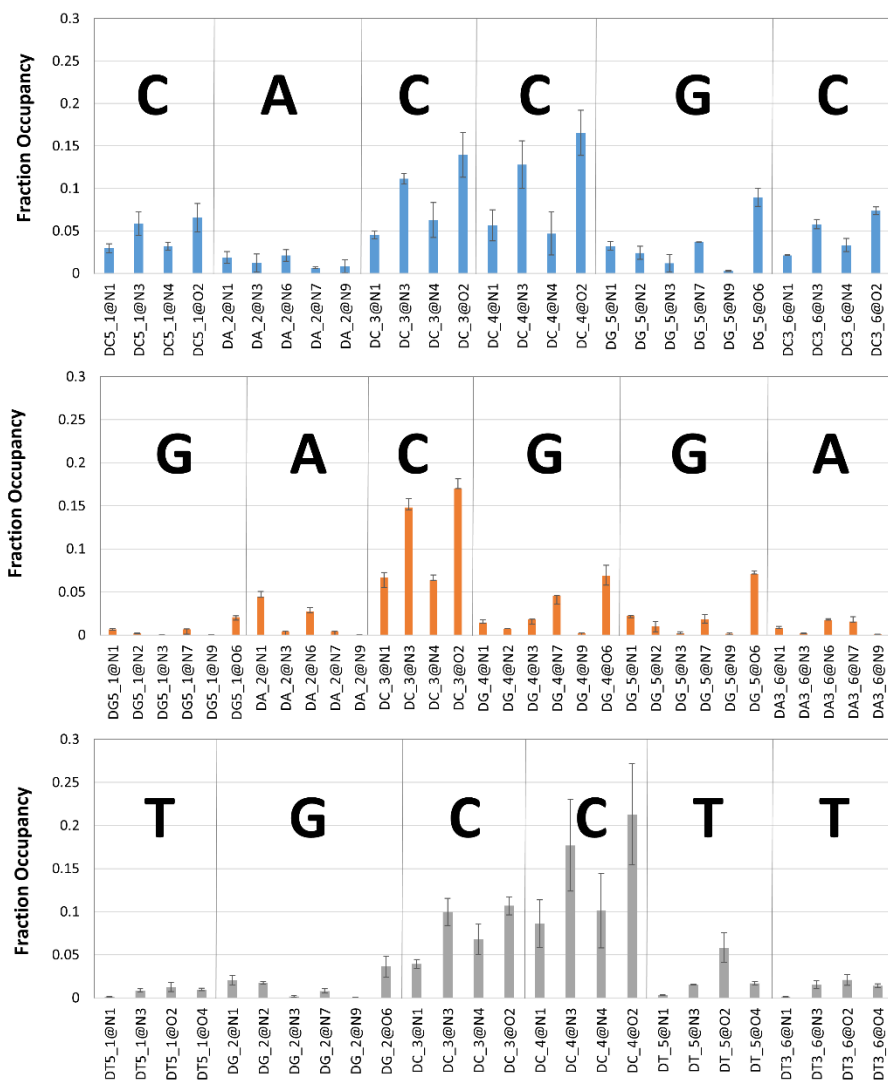 0.3
0.25
0.2
0.15
0.1
0.05
0
Fraction Occupancy
C A C C G C
DC5_1@N1
DC5_1@N3
DC5_1@N4
DC5_1@O2
DA_2@N1
DA_2@N3
DA_2@N6
DA_2@N7
DA_2@N9
DC_3@N1
DC_3@N3
DC_3@N4
DC_3@O2
DC_4@N1
DC_4@N3
DC_4@N4
DC_4@O2
DG_5@N1
DG_5@N2
DG_5@N3
DG_5@N7
DG_5@N9
DG_5@O6
DC3_6@N1
DC3_6@N3
DC3_6@N4
DC3_6@O2
0.3
0.25
0.2
0.15
0.1
0.05
0
Fraction Occupancy
G A C G G A
DG5_1@N1
DG5_1@N2
DG5_1@N3
DG5_1@N7
DG5_1@N9
DG5_1@O6
DA_2@N1
DA_2@N3
DA_2@N6
DA_2@N7
DA_2@N9
DC_3@N1
DC_3@N3
DC_3@N4
DC_3@O2
DG_4@N1
DG_4@N2
DG_4@N3
DG_4@N7
DG_4@N9
DG_4@O6
DG_5@N1
DG_5@N2
DG_5@N3
DG_5@N7
DG_5@N9
DG_5@O6
DA3_6@N1
DA3_6@N3
DA3_6@N6
DA3_6@N7
DA3_6@N9
0.3
0.25
0.2
0.15
0.1
0.05
0
Fraction Occupancy
T G C C T T
DT5_1@N1
DT5_1@N3
DT5_1@O2
DT5_1@O4
DG_2@N1
DG_2@N2
DG_2@N3
DG_2@N7
DG_2@N9
DG_2@O6
DC_3@N1
DC_3@N3
DC_3@N4
DC_3@O2
DC_4@N1
DC_4@N3
DC_4@N4
DC_4@O2
DT_5@N1
DT_5@N3
DT_5@O2
DT_5@O4
DT3_6@N1
DT3_6@N3
DT3_6@O2
DT3_6@O4